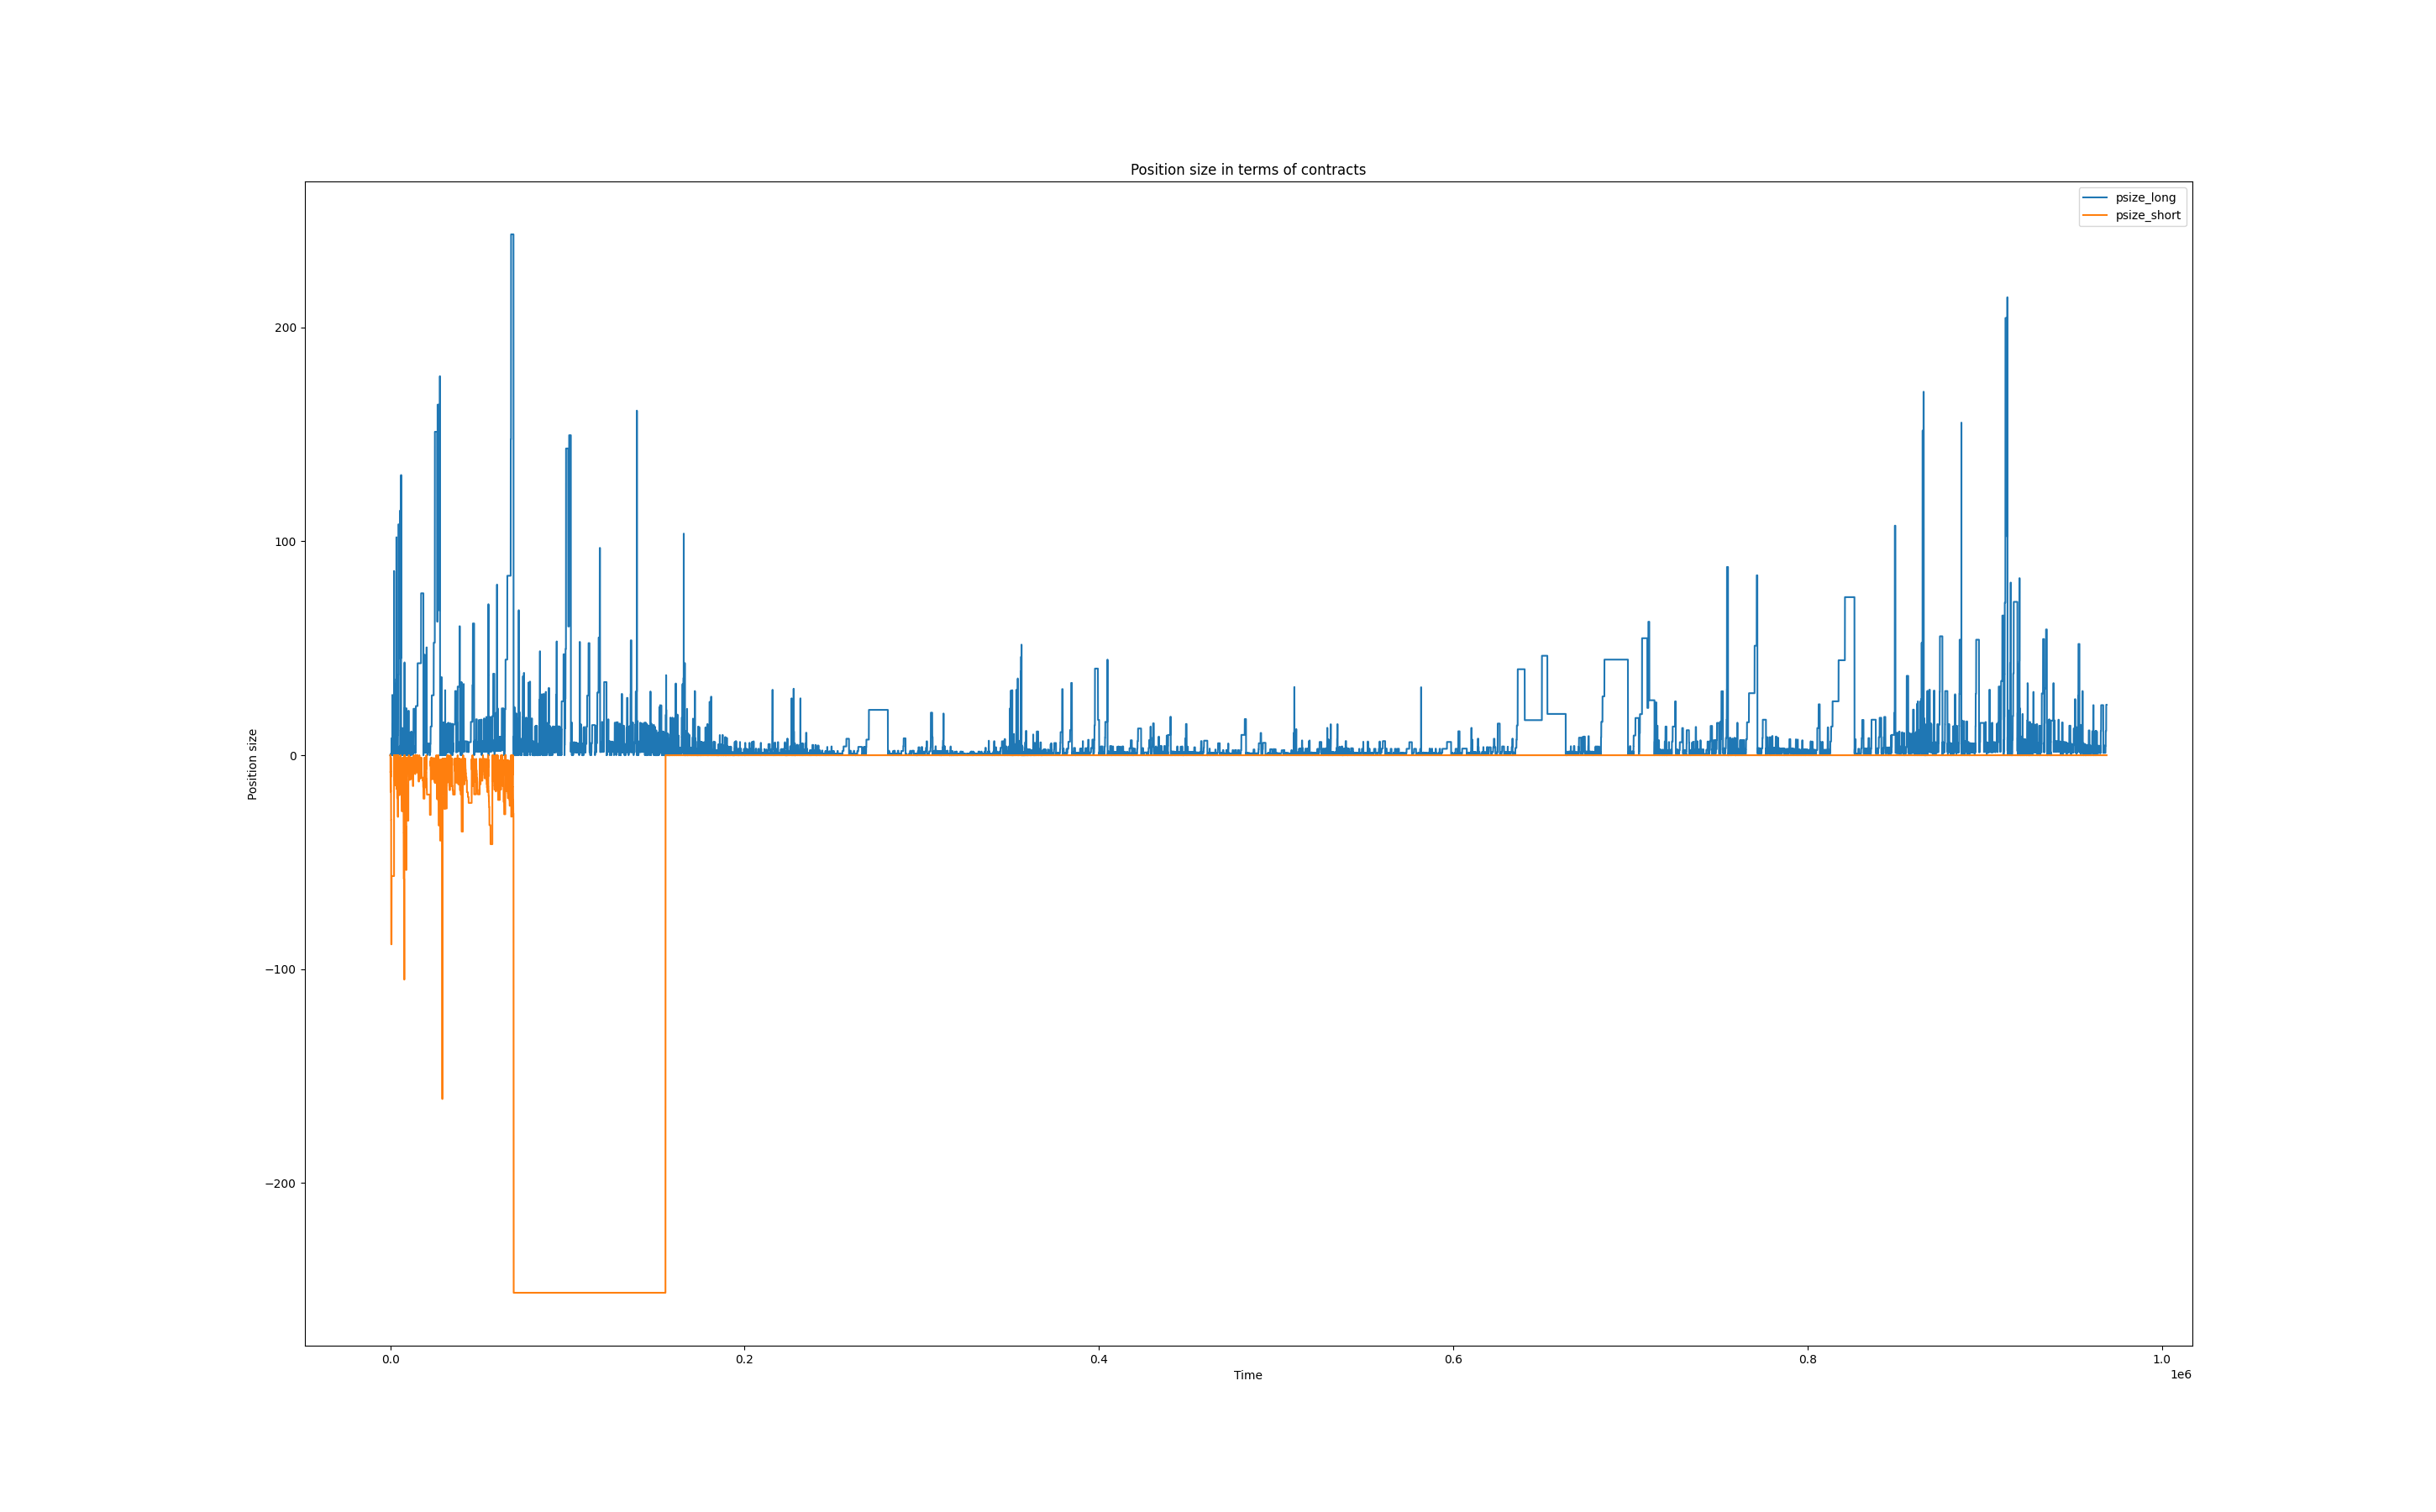 Position size in terms of contracts
psize_long
psize_short
Position size
200
100
0
−100
−200
0.0
0.2
0.4
0.6
0.8
1.0
1e6
Time